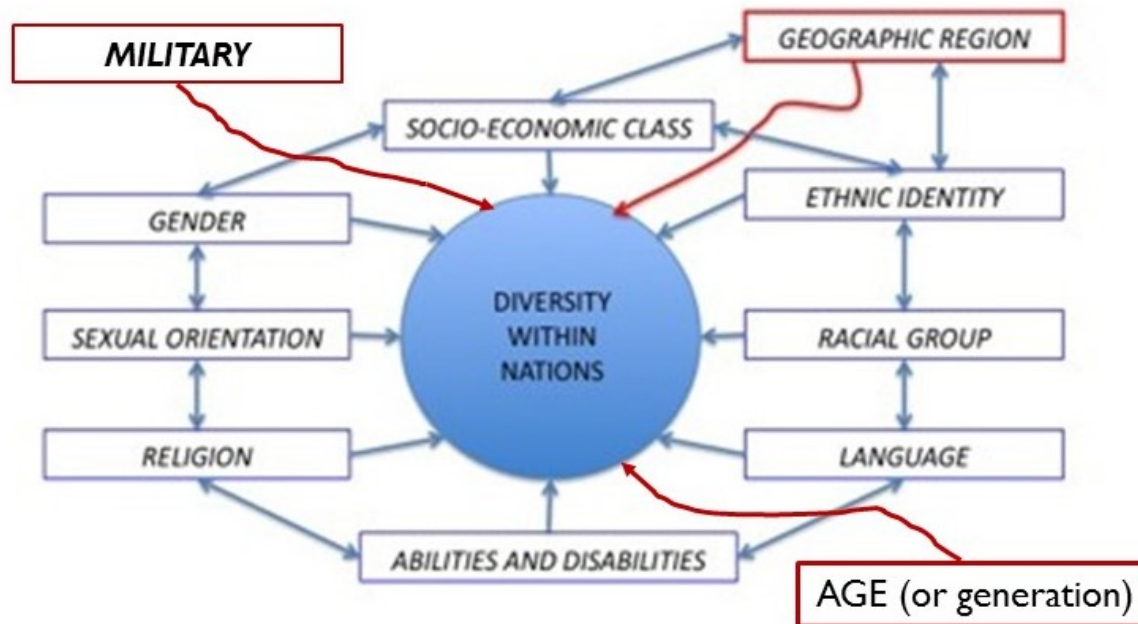 MILITARY
GEOGRAPHIC REGION
SOCIO-ECONOMIC CLASS
GENDER
ETHNIC IDENTITY
DIVERSITY
WITHIN
NATIONS
SEXUAL ORIENTATION
RACIAL GROUP
RELIGION
LANGUAGE
ABILITIES AND DISABILITIES
AGE (or generation)